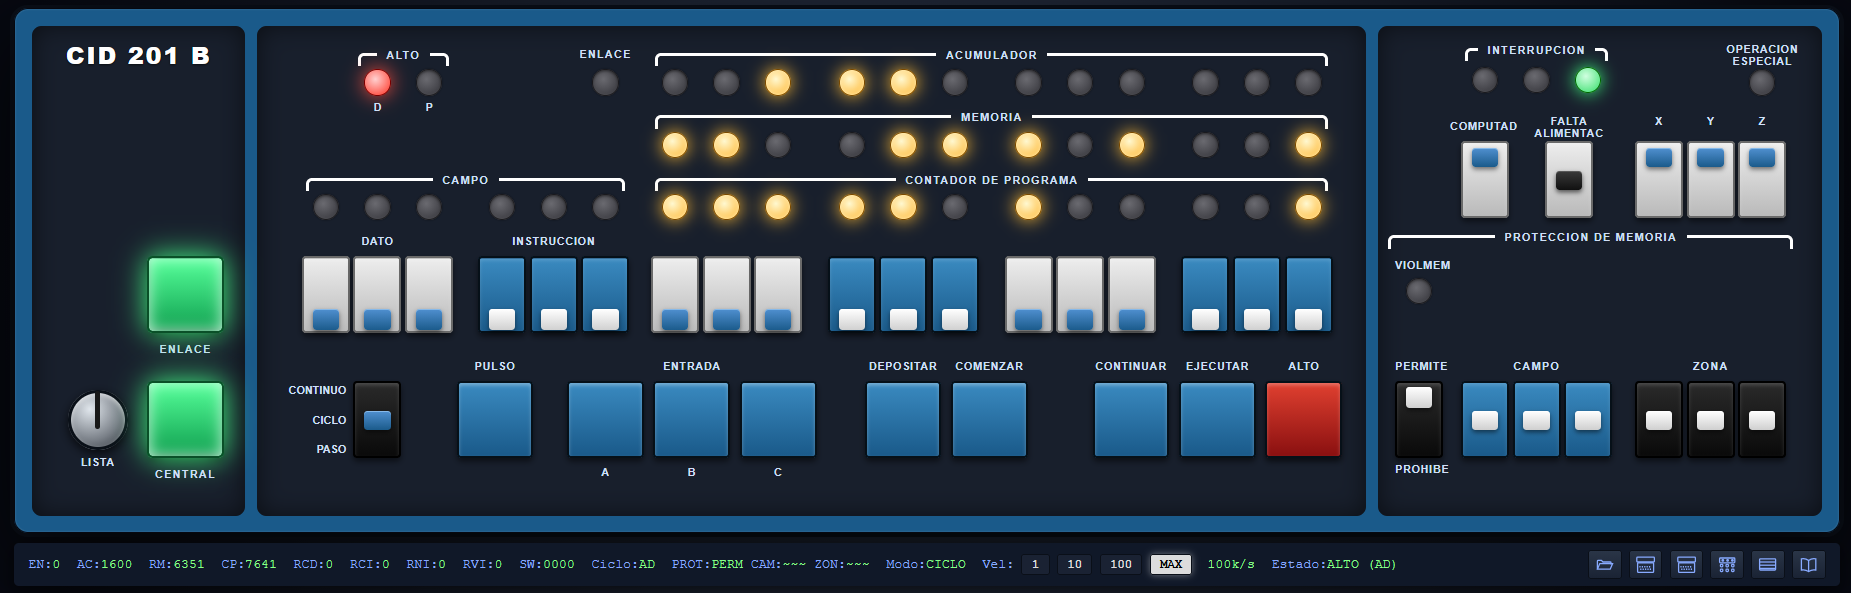 CID 201 B
ALTO
D P
ENLACE
ACUMULADOR
MEMORIA
CAMPO
CONTADOR DE PROGRAMA
DATO
INSTRUCCION
INTERRUPCION
OPERACION
ESPECIAL
COMPUTAD
FALTA
ALIMENTAC
X Y Z
PROTECCION DE MEMORIA
VIOLMEM
ENLACE
CENTRAL
LISTA
CONTINUO
CICLO
PASO
PULSO
ENTRADA
A B C
DEPOSITAR
COMENZAR
CONTINUAR
EJECUTAR
ALTO
PERMITE
PROHIBE
CAMPO
ZONA
EN:0 AC:1600 RM:6351 CP:7641 RCD:0 RCI:0 RNI:0 RVI:0 SW:0000 Ciclo:AD PROT:PERM CAM:~~~ ZON:~~~ Modo:CICLO Vel: 1 10 100 MAX 100k/s Estado:ALTO (AD)